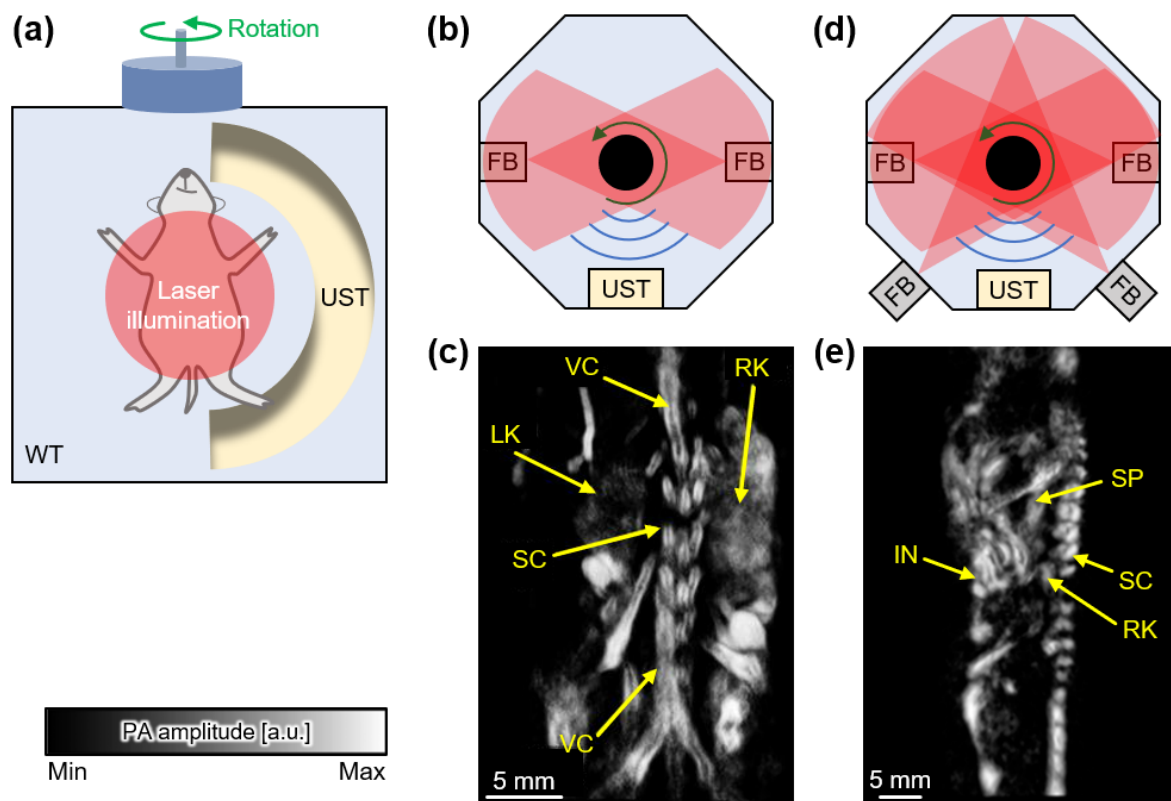 (a)
Rotation
Laser
illumination
UST
WT
PA amplitude [a.u.]
Min Max
(b)
FB FB
UST
(c)
VC
RK
LK
SC
VC
5 mm
(d)
FB FB
FB FB
UST
(e)
SP
IN
SC
RK
5 mm